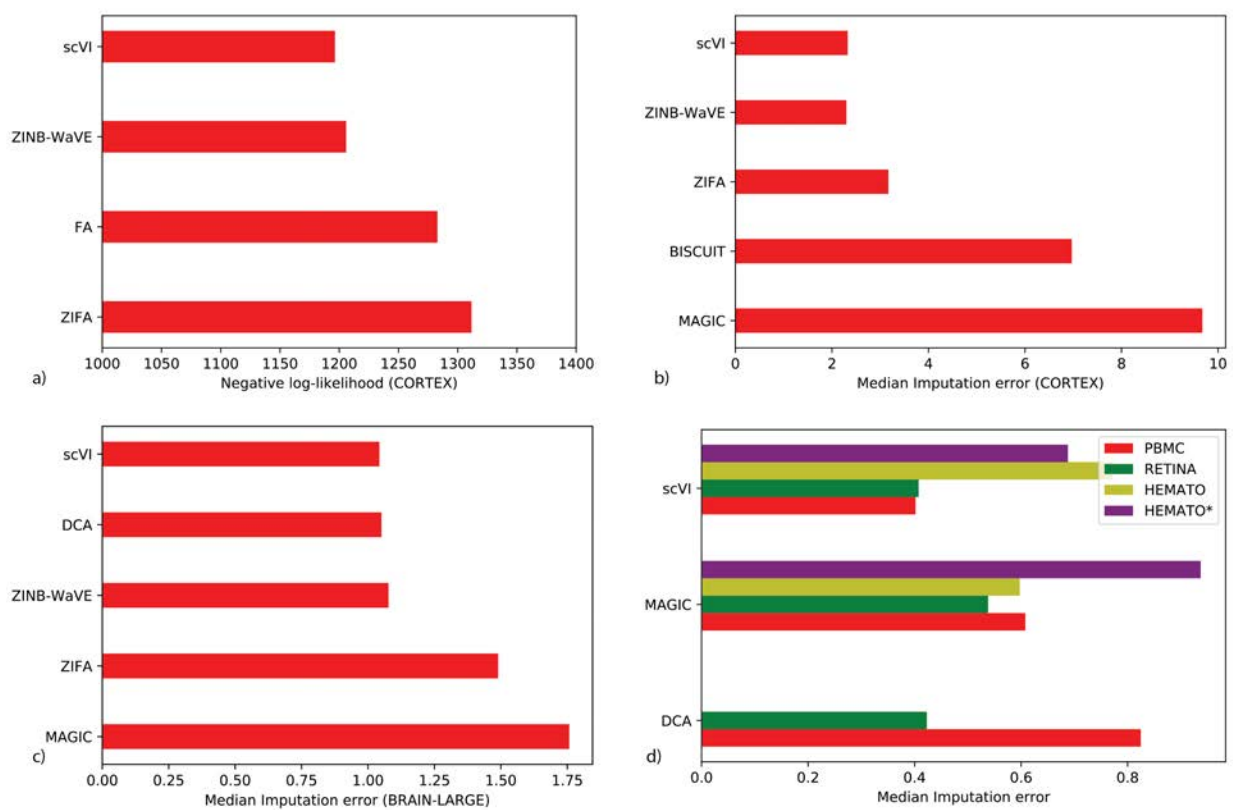 scVI
ZINB-WaVE
FA
ZIFA
1000 1050 1100 1150 1200 1250 1300 1350 1400
a) Negative log-likelihood (CORTEX)
scVI
ZINB-WaVE
ZIFA
BISCUIT
MAGIC
0 2 4 6 8 10
b) Median Imputation error (CORTEX)
scVI
DCA
ZINB-WaVE
ZIFA
MAGIC
c)
0.00 0.25 0.50 0.75 1.00 1.25 1.50 1.75
Median Imputation error (BRAIN-LARGE)
PBMC
RETINA
HEMATO
HEMATO*
scVI
MAGIC
DCA
d)
0.0 0.2 0.4 0.6 0.8
Median Imputation error